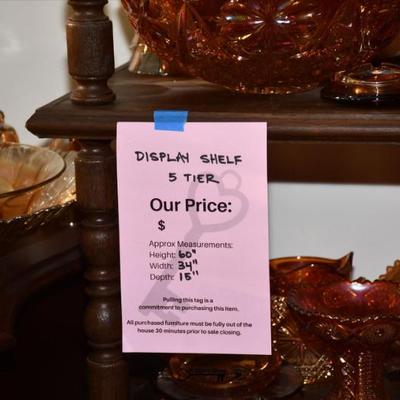 DISPLAY SHELF
5 TIER
Our Price:
$
Approx Measurements:
Height: 60"
Width: 34"
Depth: 15"
Pulling this tag is a
commitment to purchasing this item.
All purchased furniture must be fully out of the
house 30 minutes prior to sale closing.